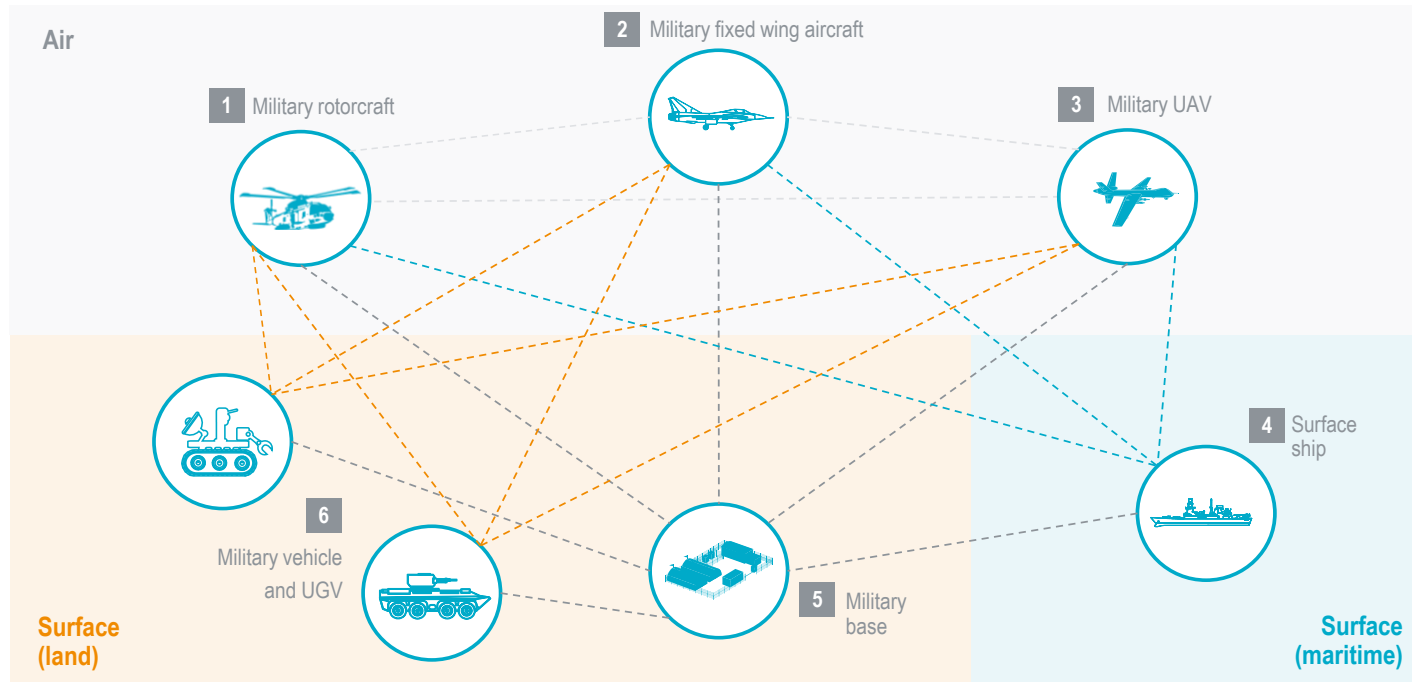 Air
2 Military fixed wing aircraft
1 Military rotorcraft
3 Military UAV
4 Surface
ship
6
Military vehicle
and UGV
5 Military
base
Surface
(land)
Surface
(maritime)